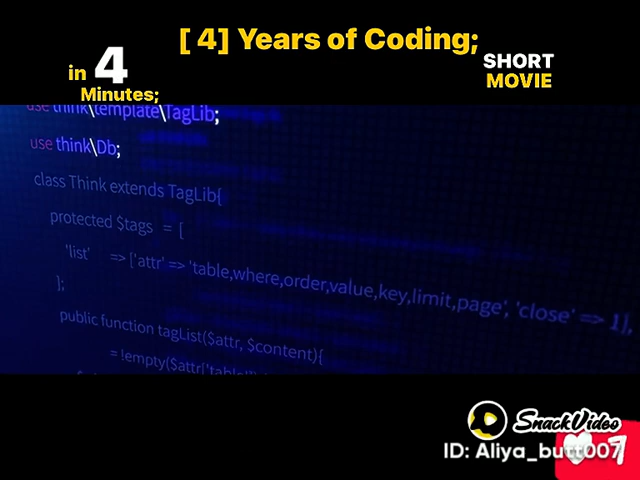 [ 4] Years of Coding;
in 4
Minutes;
SHORT
MOVIE
use think\template\TagLib;
use think\Db;
class Think extends TagLib{
protected $tags = [
'list' => ['attr' => 'table,where,order,value,key,limit,page', 'close' => 1],
];
public function tagList($attr, $content){
= !empty($attr['table'])
SnackVideo
ID: Aliya_butt007